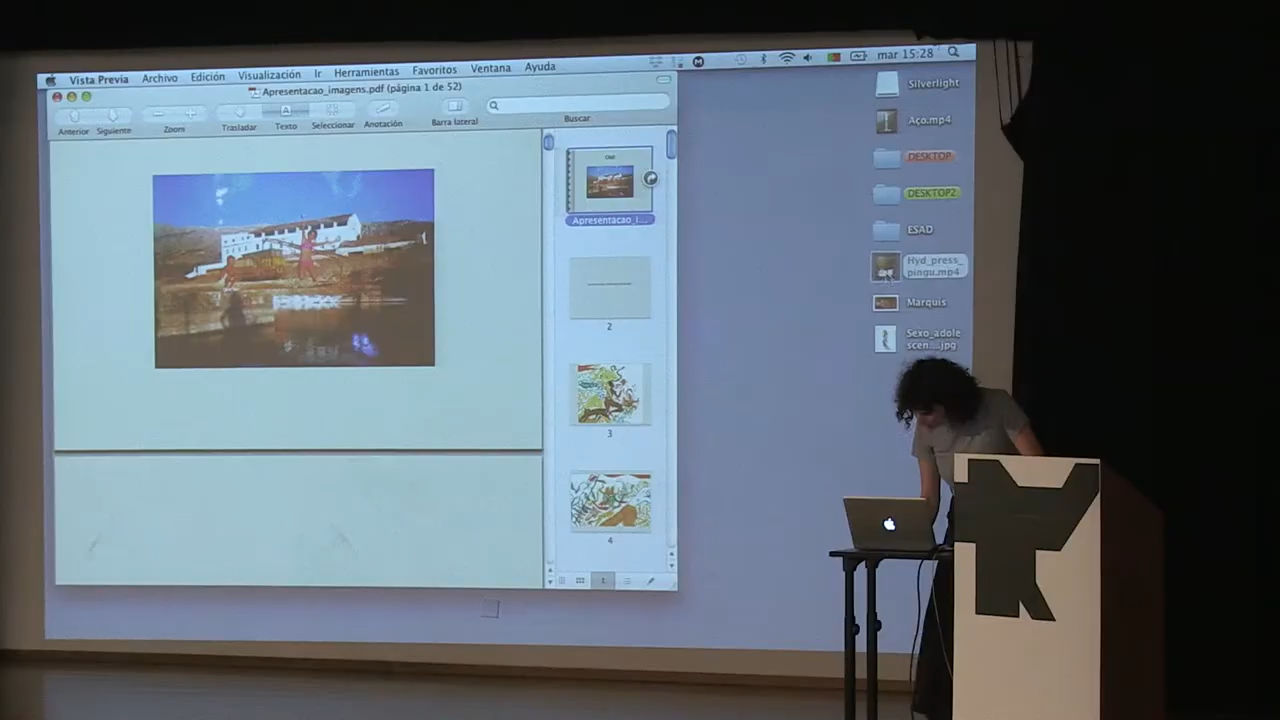 Vista Previa Archivo Edición Visualización Ir Herramientas Favoritos Ventana Ayuda mar 15:28
Apresentacao_imagens.pdf (página 1 de 52)
Anterior Siguiente Zoom Trasladar Texto Seleccionar Anotación Barra lateral Buscar
Apresentacao_i...
2
3
4
Silverlight
Aço.mp4
DESKTOP
DESKTOP2
ESAD
Hyd_press_
pingu.mp4
Marquis
Sexo_adole
scen....jpg